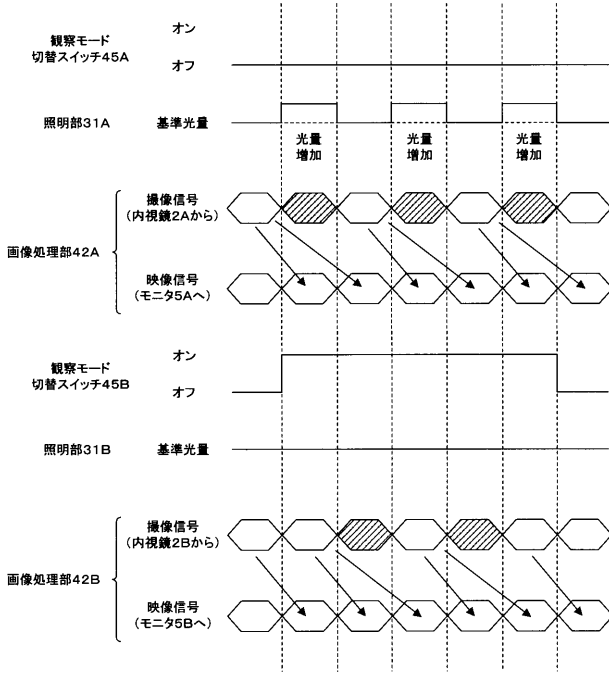 オン
観察モード
切替スイッチ45A
オフ
照明部31A
基準光量
光量
増加
光量
増加
光量
増加
撮像信号
(内視鏡2Aから)
画像処理部42A
映像信号
(モニタ5Aへ)
オン
観察モード
切替スイッチ45B
オフ
照明部31B
基準光量
撮像信号
(内視鏡2Bから)
画像処理部42B
映像信号
(モニタ5Bへ)